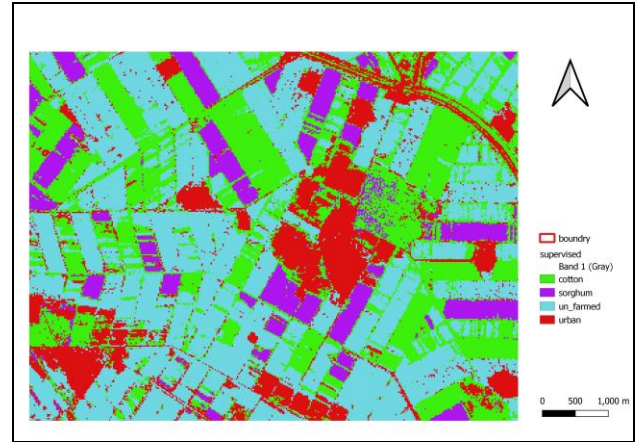 boundry
supervised
Band 1 (Gray)
cotton
sorghum
un_farmed
urban
0 500 1,000 m